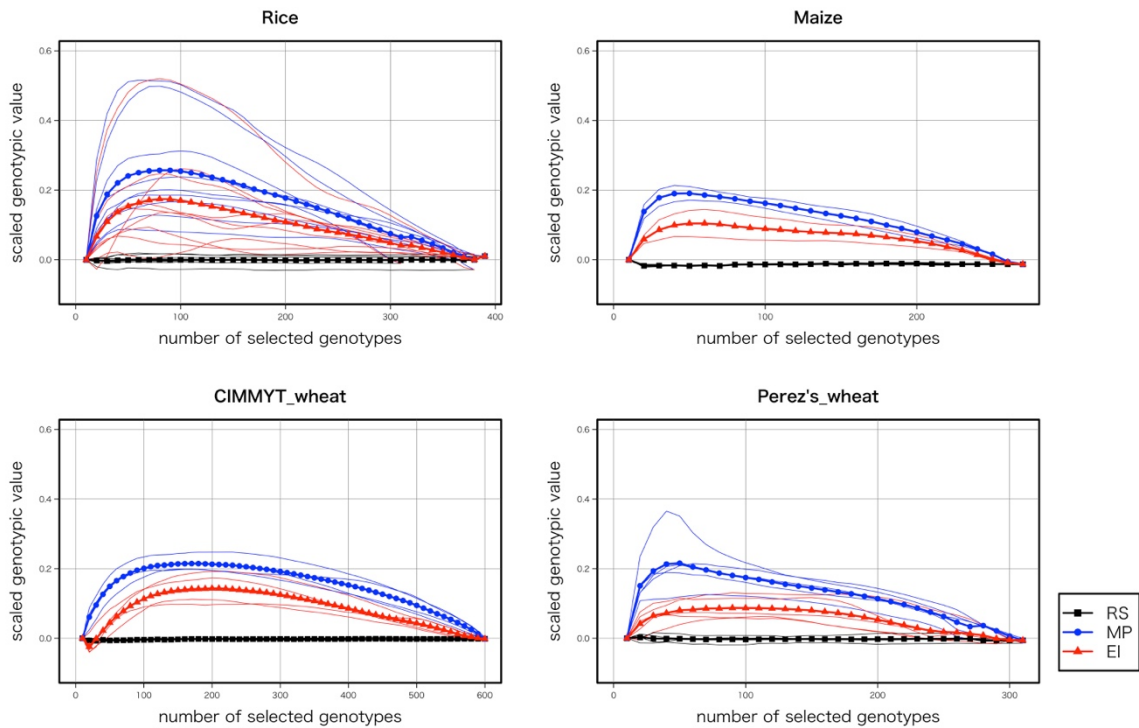 Rice
0.6
0.4
0.2
0.0
scaled genotypic value
0 100 200 300 400
number of selected genotypes
Maize
0.6
0.4
0.2
0.0
scaled genotypic value
0 100 200
number of selected genotypes
CIMMYT_wheat
0.6
0.4
0.2
0.0
scaled genotypic value
0 100 200 300 400 500 600
number of selected genotypes
Perez's_wheat
0.6
0.4
0.2
0.0
scaled genotypic value
0 100 200 300
number of selected genotypes
RS
MP
EI